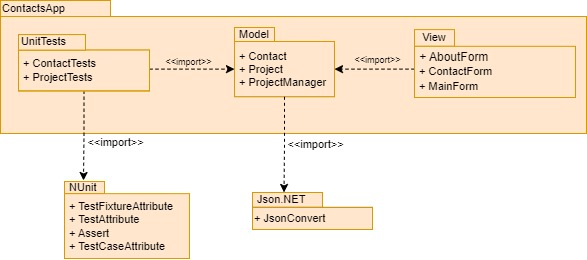 ContactsApp
UnitTests
+ ContactTests
+ ProjectTests
<<import>>
Model
+ Contact
+ Project
+ ProjectManager
<<import>>
View
+ AboutForm
+ ContactForm
+ MainForm
<<import>>
<<import>>
NUnit
+ TestFixtureAttribute
+ TestAttribute
+ Assert
+ TestCaseAttribute
Json.NET
+ JsonConvert